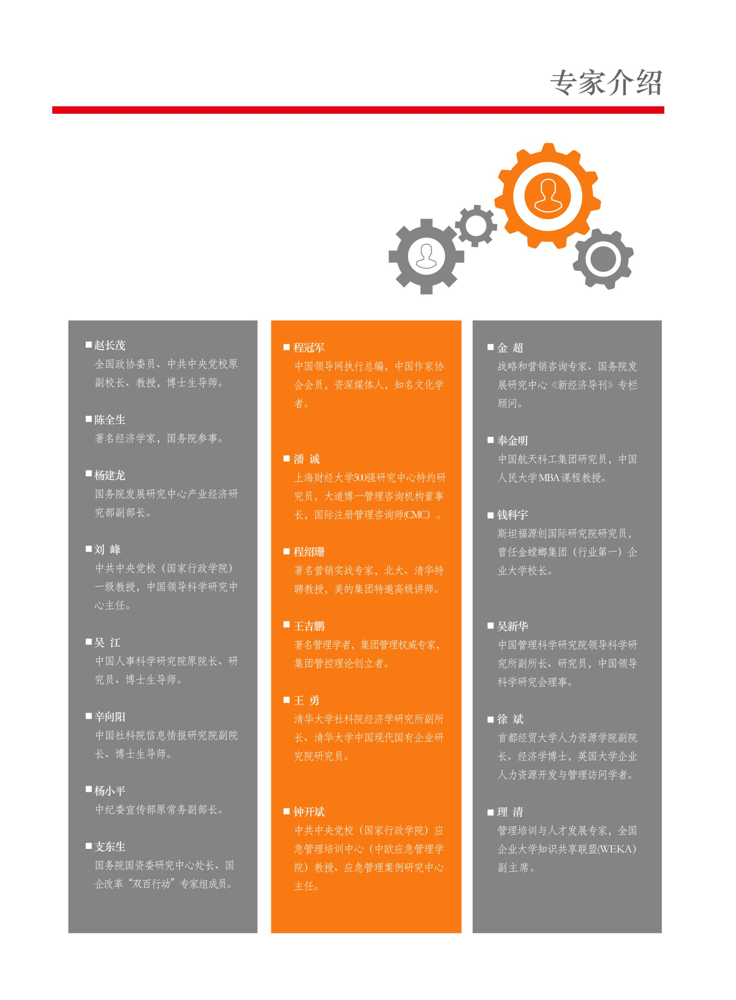 专家介绍
赵长茂
全国政协委员、中共中央党校原
副校长、教授，博士生导师。
陈全生
著名经济学家，国务院参事。
杨建龙
国务院发展研究中心产业经济研
究部副部长。
刘 峰
中共中央党校（国家行政学院）
一级教授，中国领导科学研究中
心主任。
吴 江
中国人事科学研究院原院长、研
究员、博士生导师。
辛向阳
中国社科院信息情报研究院副院
长、博士生导师。
杨小平
中纪委宣传部原常务副部长。
支东生
国务院国资委研究中心处长、国
企改革“双百行动”专家组成员。
程冠军
中国领导网执行总编，中国作家协
会会员，资深媒体人，知名文化学
者。
潘 诚
上海财经大学500强研究中心特约研
究员，大道博一管理咨询机构董事
长，国际注册管理咨询师(CMC）。
程绍珊
著名营销实战专家，北大、清华特
聘教授，美的集团特邀高级讲师。
王吉鹏
著名管理学者，集团管理权威专家，
集团管控理论创立者。
王 勇
清华大学社科院经济学研究所副所
长、清华大学中国现代国有企业研
究院研究员。
钟开斌
中共中央党校（国家行政学院）应
急管理培训中心（中欧应急管理学
院）教授、应急管理案例研究中心
主任。
金 超
战略和营销咨询专家、国务院发
展研究中心《新经济导刊》专栏
顾问。
奉金明
中国航天科工集团研究员，中国
人民大学MBA课程教授。
钱科宇
斯坦福源创国际研究院研究员，
曾任金螳螂集团（行业第一）企
业大学校长。
吴新华
中国管理科学研究院领导科学研
究所副所长、研究员，中国领导
科学研究会理事。
徐 斌
首都经贸大学人力资源学院副院
长、经济学博士，英国大学企业
人力资源开发与管理访问学者。
理 清
管理培训与人才发展专家，全国
企业大学知识共享联盟(WEKA）
副主席。